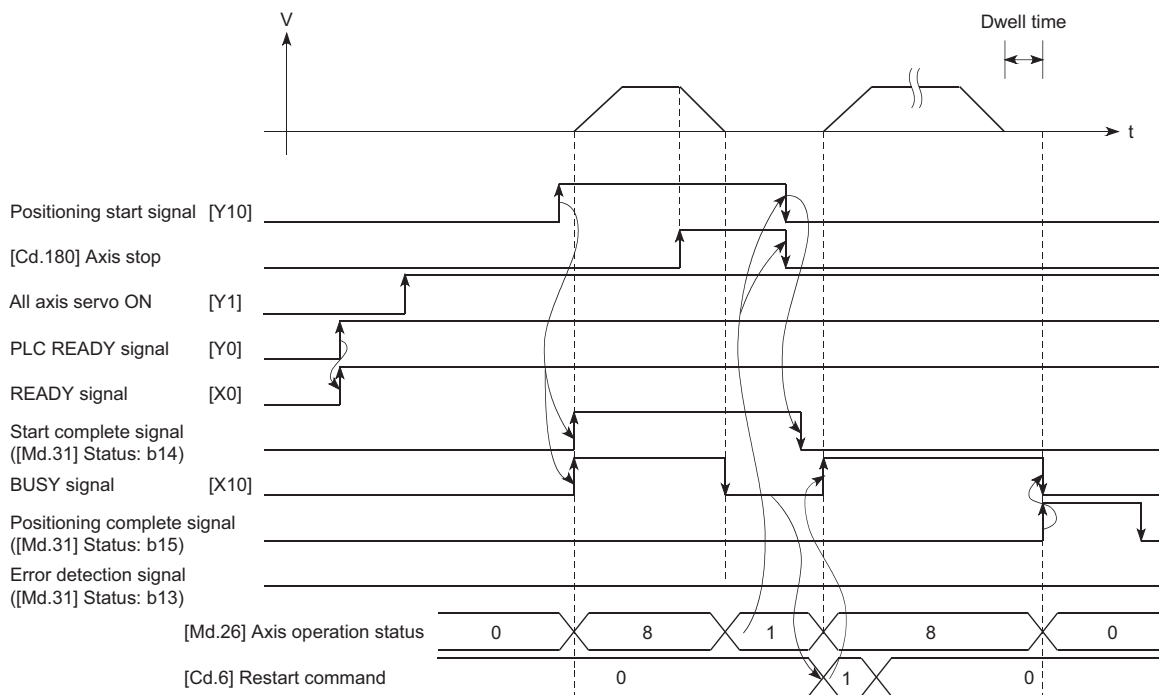 V
Dwell time
t
Positioning start signal [Y10]
[Cd.180] Axis stop
All axis servo ON [Y1]
PLC READY signal [Y0]
READY signal [X0]
Start complete signal
([Md.31] Status: b14)
BUSY signal [X10]
Positioning complete signal
([Md.31] Status: b15)
Error detection signal
([Md.31] Status: b13)
[Md.26] Axis operation status 0 8 1 8 0
[Cd.6] Restart command 0 1 0